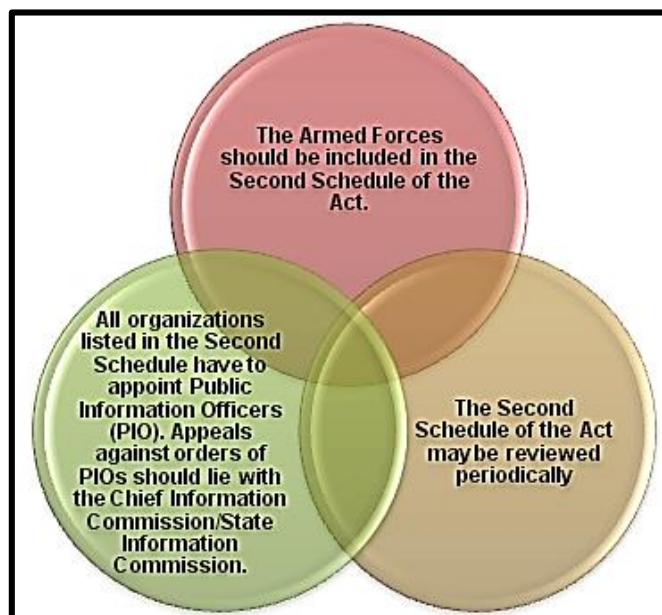 The Armed Forces
should be included in the
Second Schedule of the
Act.
All organizations
listed in the Second
Schedule have to
appoint Public
Information Officers
(PIO). Appeals
against orders of
PIOs should lie with
the Chief Information
Commission/State
Information
Commission.
The Second
Schedule of the Act
may be reviewed
periodically